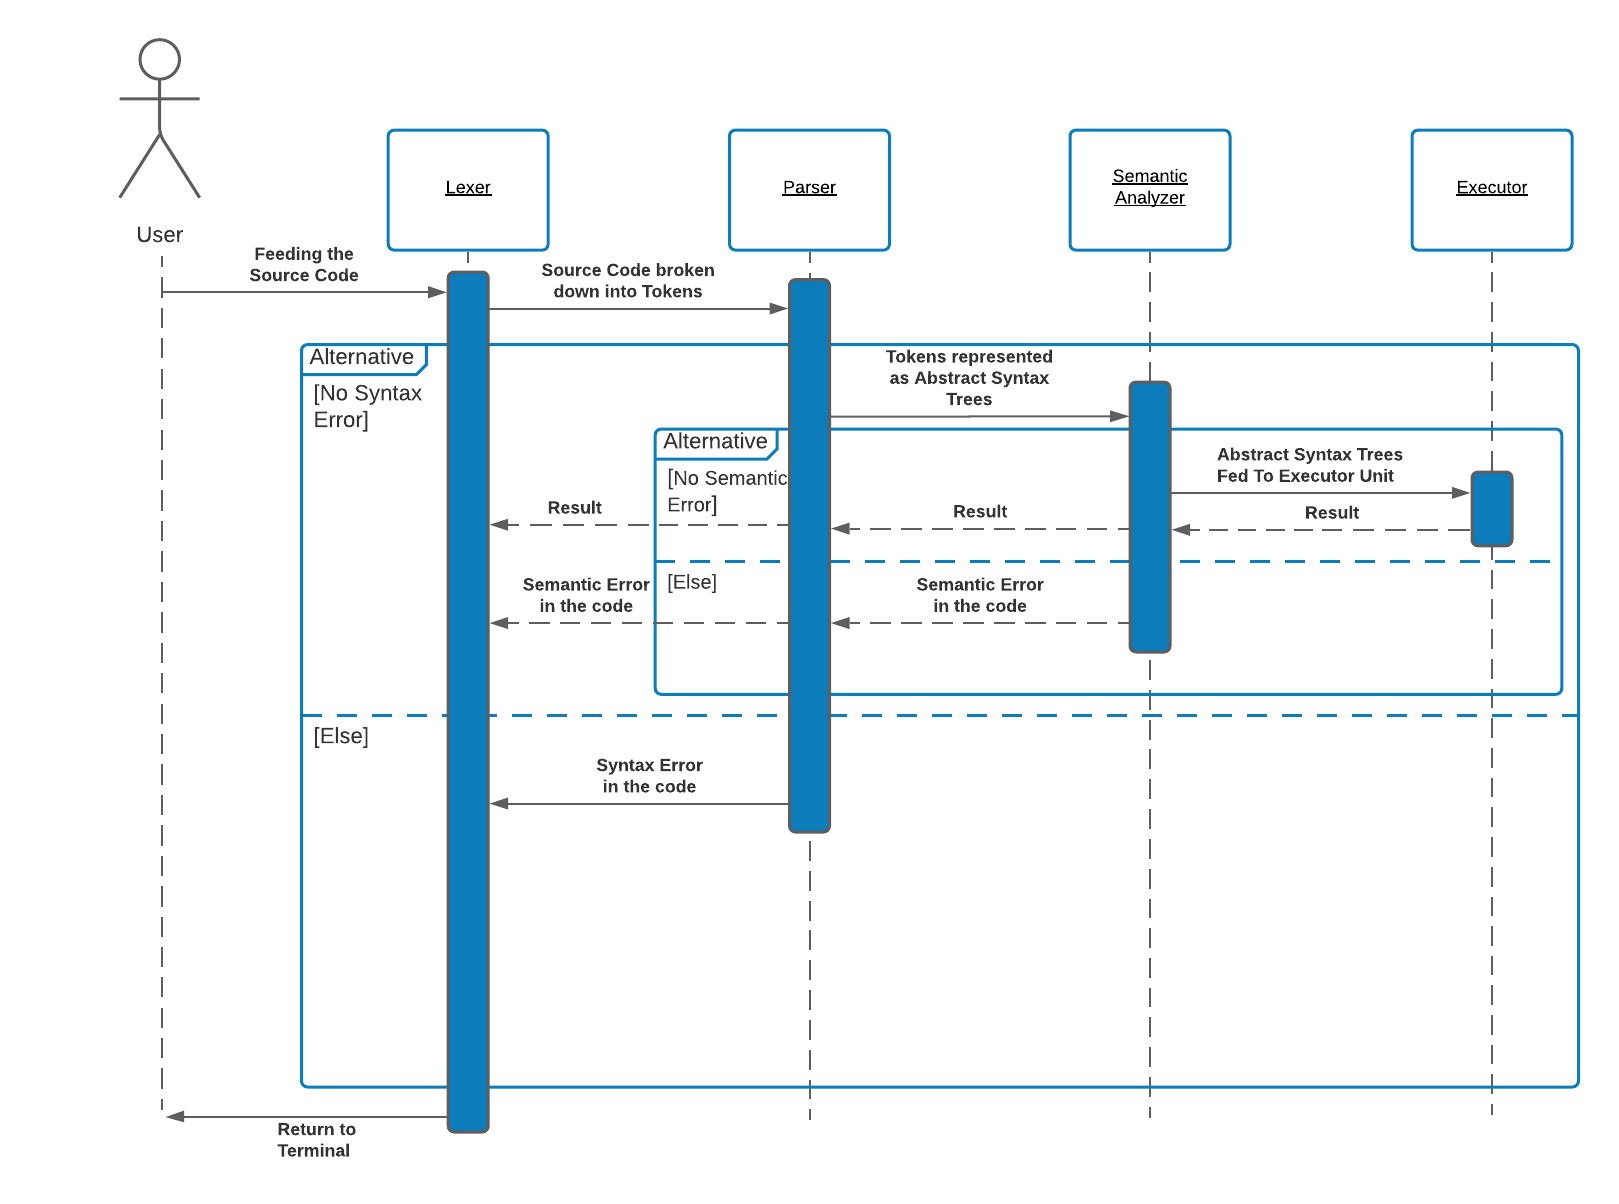 Lexer
Parser
Semantic
Analyzer
Executor
User
Feeding the
Source Code
Source Code broken
down into Tokens
Alternative
[No Syntax
Error]
Tokens represented
as Abstract Syntax
Trees
Alternative
[No Semantic
Error]
Abstract Syntax Trees
Fed To Executor Unit
Result
Result
Result
[Else]
Semantic Error
in the code
Semantic Error
in the code
[Else]
Syntax Error
in the code
Return to
Terminal